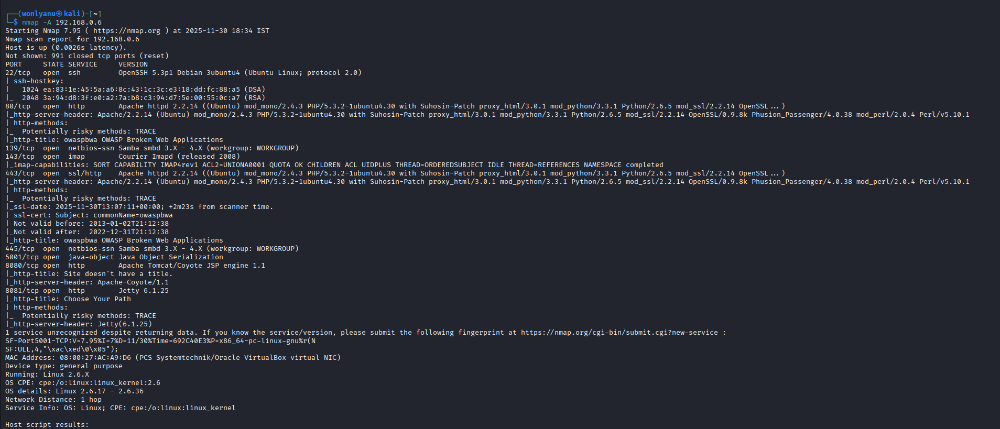 ┌──(wonlyanu㉿kali)-[~]
└─$ nmap -A 192.168.0.6
Starting Nmap 7.95 ( https://nmap.org ) at 2025-11-30 18:34 IST
Nmap scan report for 192.168.0.6
Host is up (0.0026s latency).
Not shown: 991 closed tcp ports (reset)
PORT     STATE SERVICE     VERSION
22/tcp   open  ssh         OpenSSH 5.3p1 Debian 3ubuntu4 (Ubuntu Linux; protocol 2.0)
| ssh-hostkey:
|   1024 ea:83:1e:45:5a:a6:8c:43:1c:3c:e3:18:dd:fc:88:a5 (DSA)
|_  2048 3a:94:d8:3f:e0:a2:7a:b8:c3:94:d7:5e:00:55:0c:a7 (RSA)
80/tcp   open  http        Apache httpd 2.2.14 ((Ubuntu) mod_mono/2.4.3 PHP/5.3.2-1ubuntu4.30 with Suhosin-Patch proxy_html/3.0.1 mod_python/3.3.1 Python/2.6.5 mod_ssl/2.2.14 OpenSSL...)
|_http-server-header: Apache/2.2.14 (Ubuntu) mod_mono/2.4.3 PHP/5.3.2-1ubuntu4.30 with Suhosin-Patch proxy_html/3.0.1 mod_python/3.3.1 Python/2.6.5 mod_ssl/2.2.14 OpenSSL/0.9.8k Phusion_Passenger/4.0.38 mod_perl/2.0.4 Perl/v5.10.1
| http-methods:
|_  Potentially risky methods: TRACE
|_http-title: owaspbwa OWASP Broken Web Applications
139/tcp  open  netbios-ssn Samba smbd 3.X - 4.X (workgroup: WORKGROUP)
143/tcp  open  imap        Courier Imapd (released 2008)
|_imap-capabilities: SORT CAPABILITY IMAP4rev1 ACL2=UNIONA0001 QUOTA OK CHILDREN ACL UIDPLUS THREAD=ORDEREDSUBJECT IDLE THREAD=REFERENCES NAMESPACE completed
443/tcp  open  ssl/http    Apache httpd 2.2.14 ((Ubuntu) mod_mono/2.4.3 PHP/5.3.2-1ubuntu4.30 with Suhosin-Patch proxy_html/3.0.1 mod_python/3.3.1 Python/2.6.5 mod_ssl/2.2.14 OpenSSL...)
|_http-server-header: Apache/2.2.14 (Ubuntu) mod_mono/2.4.3 PHP/5.3.2-1ubuntu4.30 with Suhosin-Patch proxy_html/3.0.1 mod_python/3.3.1 Python/2.6.5 mod_ssl/2.2.14 OpenSSL/0.9.8k Phusion_Passenger/4.0.38 mod_perl/2.0.4 Perl/v5.10.1
| http-methods:
|_  Potentially risky methods: TRACE
|_ssl-date: 2025-11-30T13:07:11+00:00; +2m23s from scanner time.
| ssl-cert: Subject: commonName=owaspbwa
| Not valid before: 2013-01-02T21:12:38
|_Not valid after:  2022-12-31T21:12:38
|_http-title: owaspbwa OWASP Broken Web Applications
445/tcp  open  netbios-ssn Samba smbd 3.X - 4.X (workgroup: WORKGROUP)
5001/tcp open  java-object Java Object Serialization
8080/tcp open  http        Apache Tomcat/Coyote JSP engine 1.1
|_http-title: Site doesn't have a title.
|_http-server-header: Apache-Coyote/1.1
8081/tcp open  http        Jetty 6.1.25
|_http-title: Choose Your Path
| http-methods:
|_  Potentially risky methods: TRACE
|_http-server-header: Jetty(6.1.25)
1 service unrecognized despite returning data. If you know the service/version, please submit the following fingerprint at https://nmap.org/cgi-bin/submit.cgi?new-service :
SF-Port5001-TCP:V=7.95%I=7%D=11/30%Time=692C40E3%P=x86_64-pc-linux-gnu%r(N
SF:ULL,4,"\xac\xed\0\x05");
MAC Address: 08:00:27:AC:A9:D6 (PCS Systemtechnik/Oracle VirtualBox virtual NIC)
Device type: general purpose
Running: Linux 2.6.X
OS CPE: cpe:/o:linux:linux_kernel:2.6
OS details: Linux 2.6.17 - 2.6.36
Network Distance: 1 hop
Service Info: OS: Linux; CPE: cpe:/o:linux:linux_kernel
Host script results: